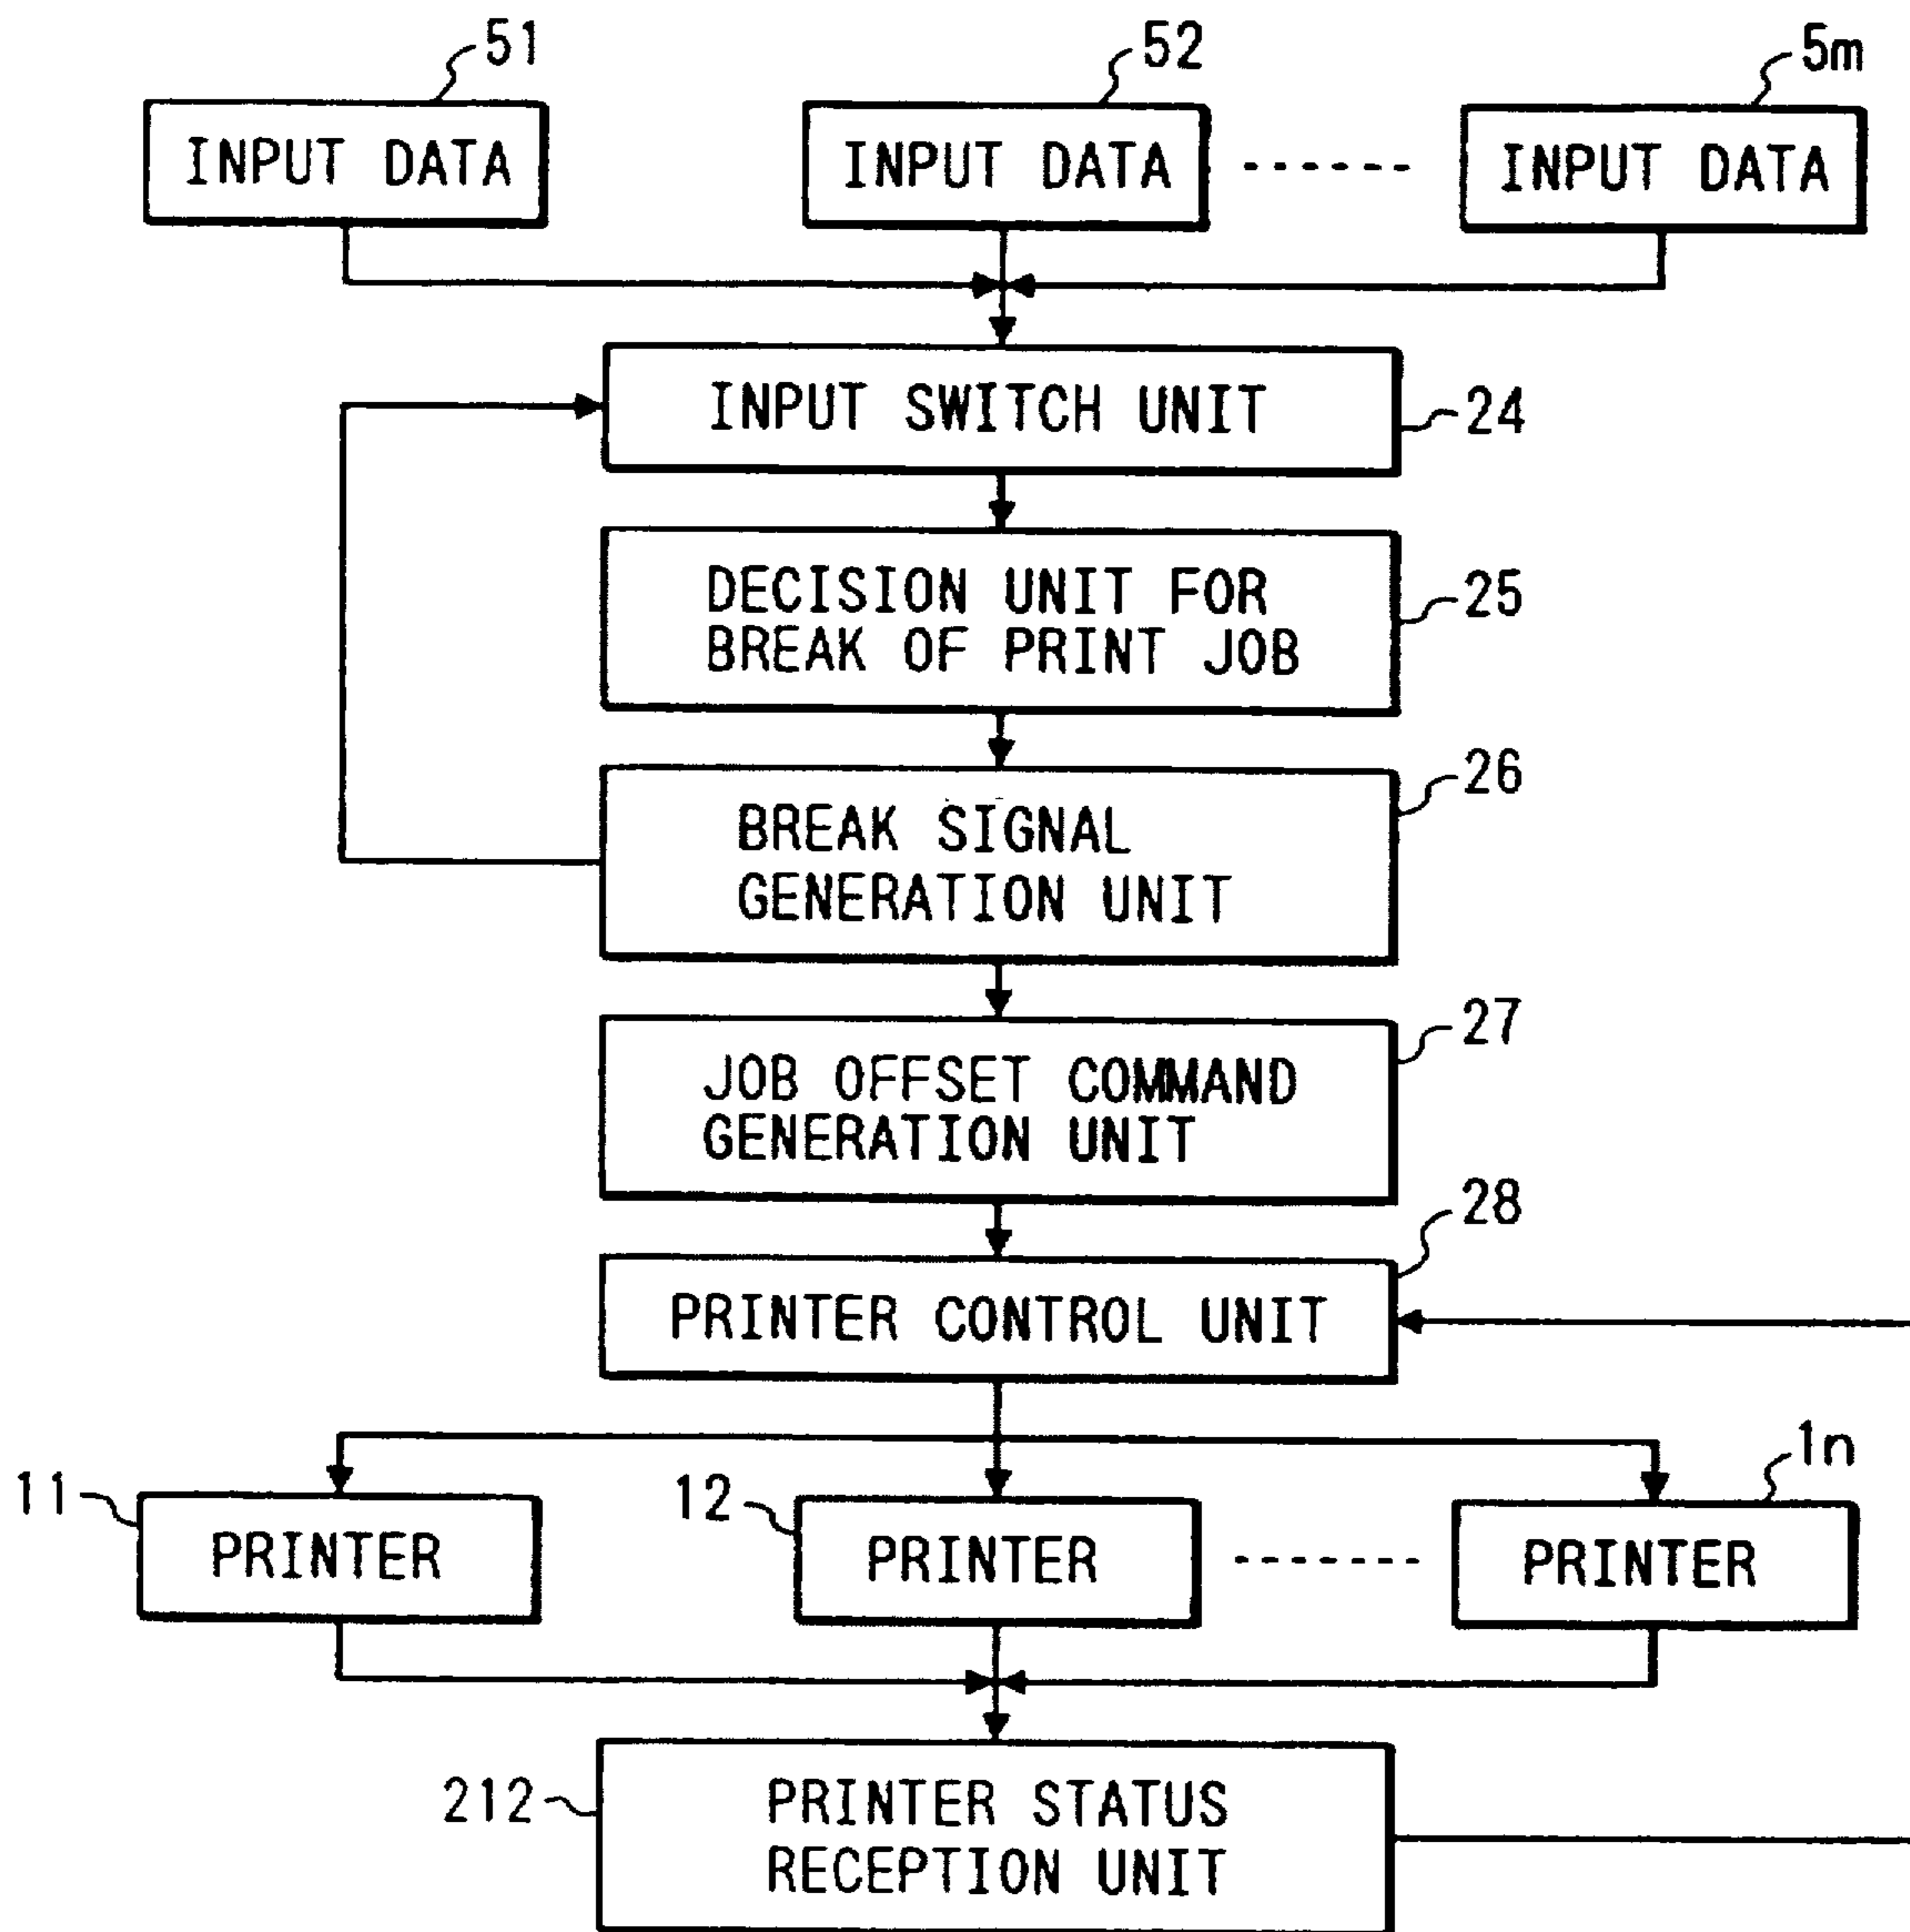 51
52
5m
INPUT DATA
INPUT DATA
INPUT DATA
INPUT SWITCH UNIT
24
DECISION UNIT FOR
BREAK OF PRINT JOB
25
26
BREAK SIGNAL
GENERATION UNIT
27
JOB OFFSET COMMAND
GENERATION UNIT
28
PRINTER CONTROL UNIT
11
12
1n
PRINTER
PRINTER
PRINTER
212
PRINTER STATUS
RECEPTION UNIT